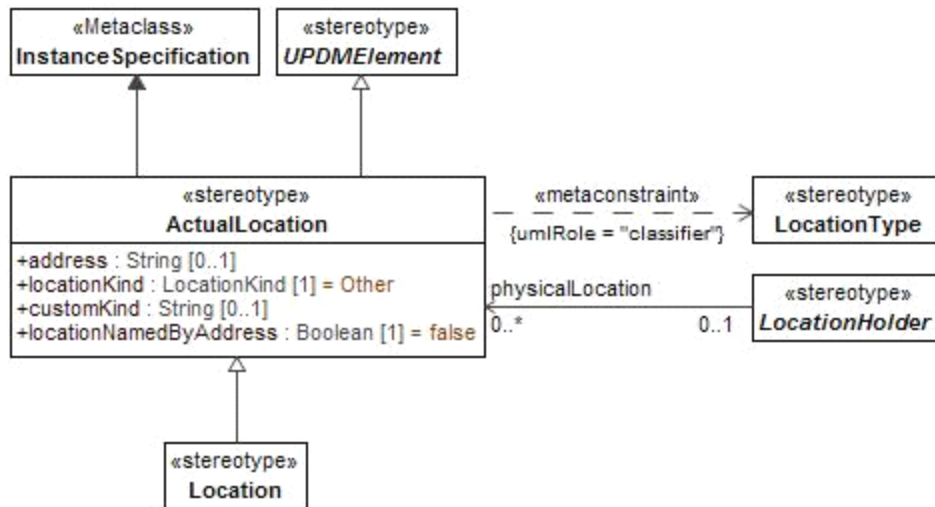 «Metaclass»
InstanceSpecification
«stereotype»
UPDMElement
«stereotype»
ActualLocation
+address : String [0..1]
+locationKind : LocationKind [1] = Other
+customKind : String [0..1]
+locationNamedByAddress : Boolean [1] = false
«metaconstraint»
{umlRole = "classifier"}
«stereotype»
LocationType
physicalLocation
0..*
0..1
«stereotype»
LocationHolder
«stereotype»
Location